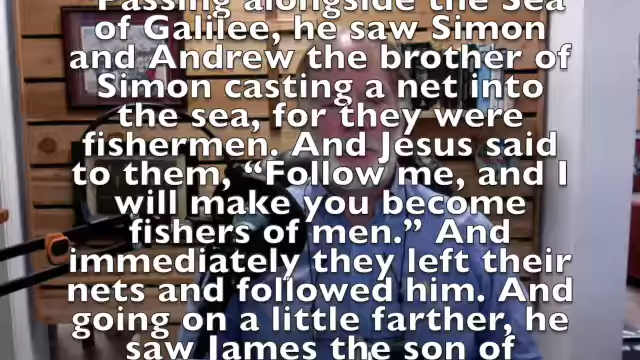 "Passing alongside the Sea
of Galilee, he saw Simon
and Andrew the brother of
Simon casting a net into
the sea, for they were
fishermen. And Jesus said
to them, “Follow me, and I
will make you become
fishers of men.” And
immediately they left their
nets and followed him. And
going on a little farther, he
saw James the son of